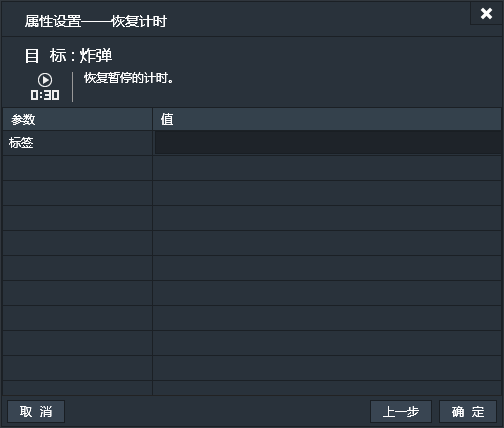 属性设置——恢复计时
目 标 : 炸弹
恢复暂停的计时。
0:30
参数 值
标签
取 消 上一步 确 定